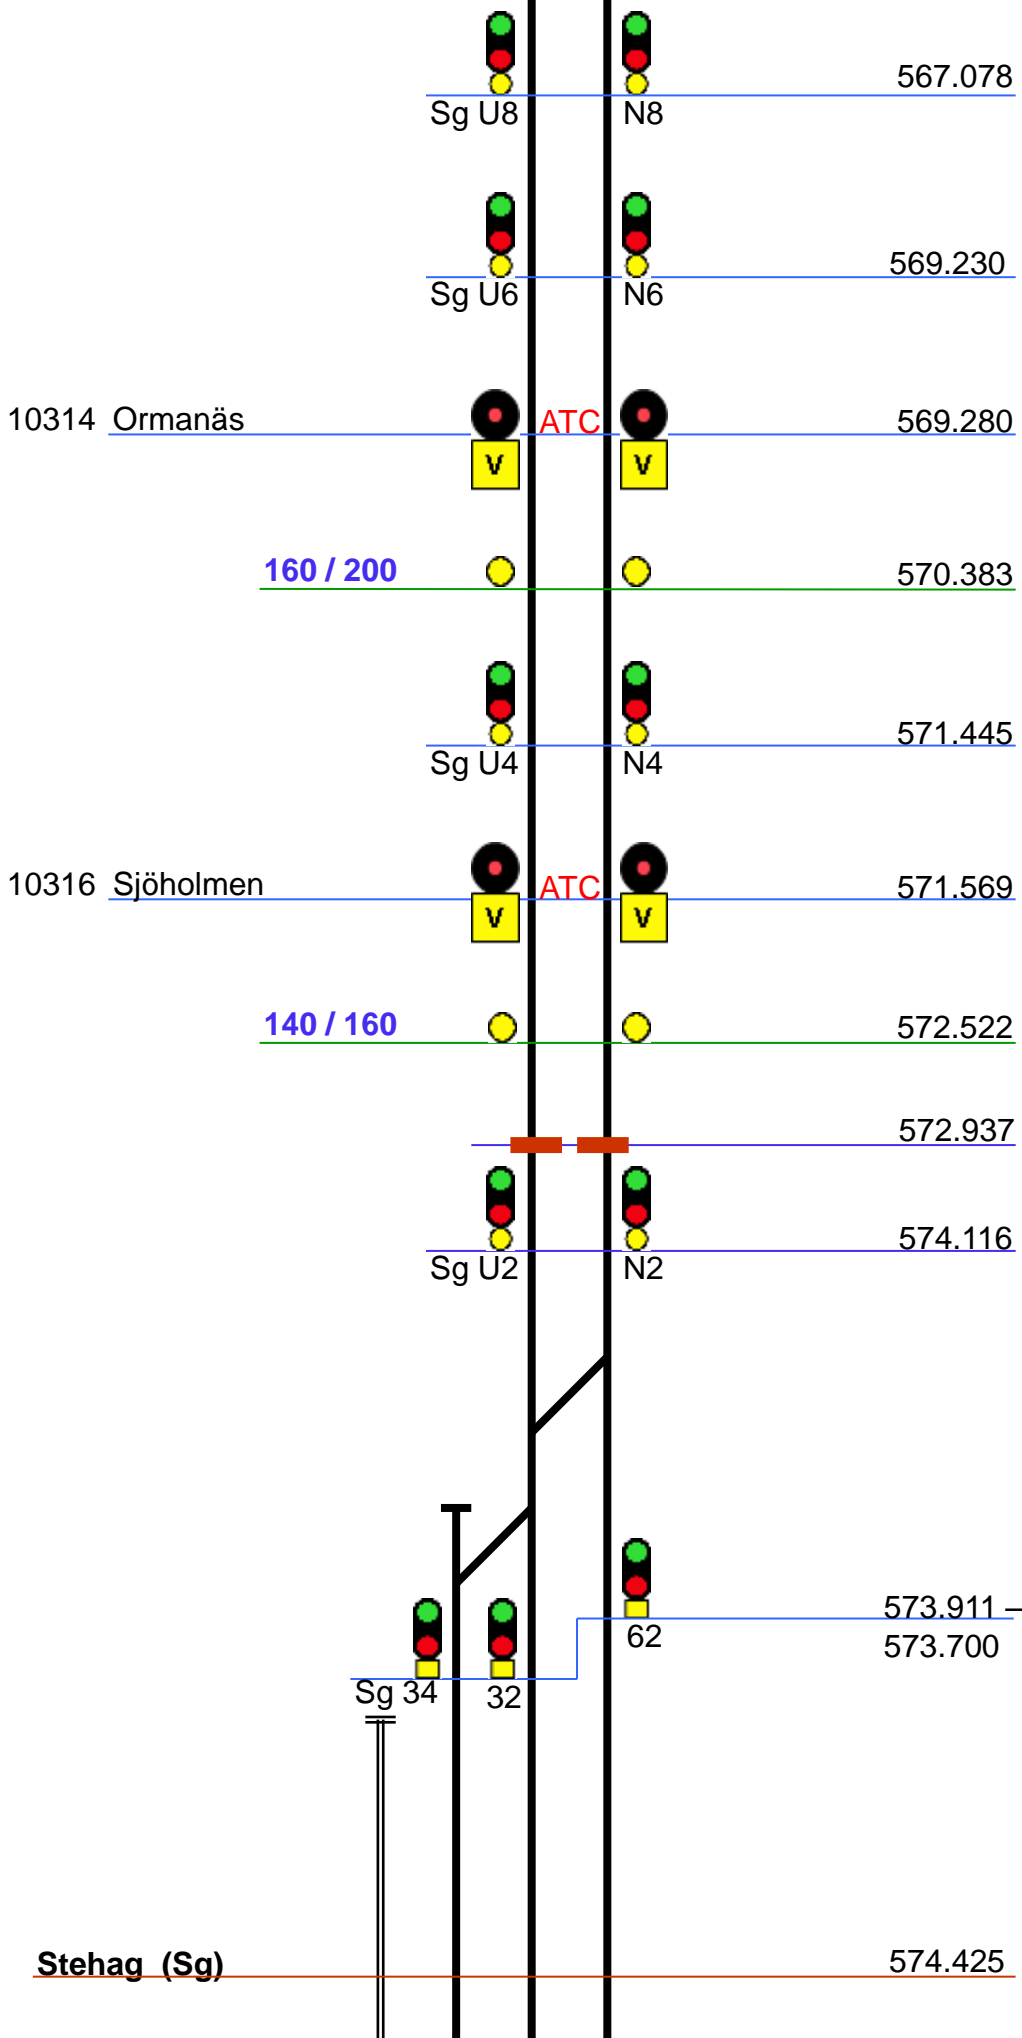 567.078
Sg U8 N8
569.230
Sg U6 N6
10314 Ormanäs ATC 569.280
V V
160 / 200 570.383
571.445
Sg U4 N4
10316 Sjöholmen ATC 571.569
V V
140 / 160 572.522
572.937
574.116
Sg U2 N2
573.911 –
62 573.700
Sg 34 32
Stehag (Sg) 574.425